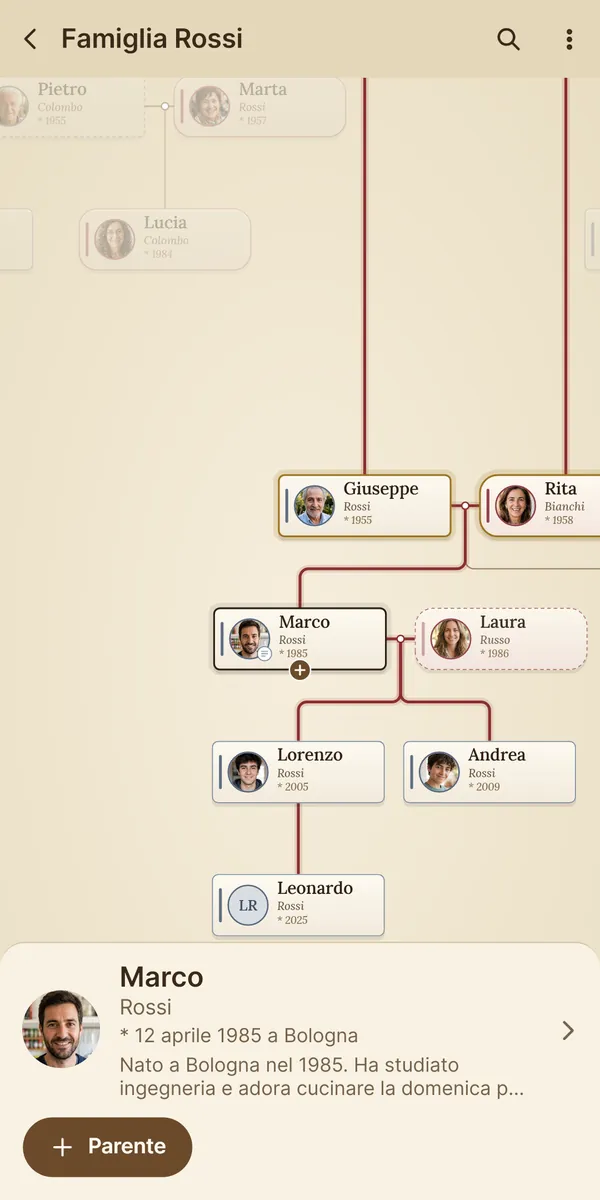 Famiglia Rossi
Pietro
Colombo
* 1955
Marta
Rossi
* 1957
Lucia
Colombo
* 1984
Giuseppe
Rossi
* 1955
Rita
Bianchi
* 1958
Marco
Rossi
* 1985
Laura
Russo
* 1986
Lorenzo
Rossi
* 2005
Andrea
Rossi
* 2009
LR
Leonardo
Rossi
* 2025
Marco
Rossi
* 12 aprile 1985 a Bologna
Nato a Bologna nel 1985. Ha studiato
ingegneria e adora cucinare la domenica p...
+ Parente